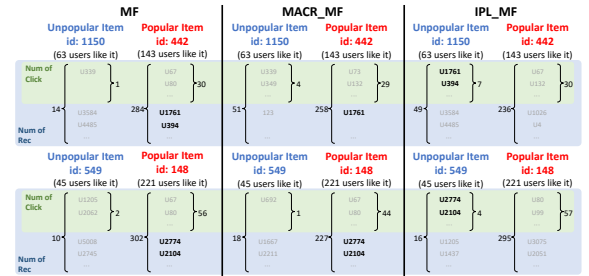 MF MACR_MF IPL_MF
Unpopular Item Popular Item Unpopular Item Popular Item Unpopular Item Popular Item
id: 1150 id: 442 id: 1150 id: 442 id: 1150 id: 442
(63 users like it) (143 users like it) (63 users like it) (143 users like it) (63 users like it) (143 users like it)
Num of Click
U339 U67 U339 U73 U1761 U67
U80 U349 U132 U394 U132
... ... ... ... ... ...
1 30 4 29 7 30
14 284 51 258 49 236
U3584 U1761 123 U1761 U3584 U1026
U4485 U394 U4485 U4
... ... ... ... ... ...
Num of Rec
Unpopular Item Popular Item Unpopular Item Popular Item Unpopular Item Popular Item
id: 549 id: 148 id: 549 id: 148 id: 549 id: 148
(45 users like it) (221 users like it) (45 users like it) (221 users like it) (45 users like it) (221 users like it)
Num of Click
U1205 U67 U692 U67 U2774 U80
U2062 U80 U80 U2104 U99
... ... ... ... ... ...
2 56 1 44 4 57
10 302 18 227 16 295
U5008 U2774 U1667 U2774 U1205 U3075
U2745 U2104 U2211 U2104 U1437 U2051
... ... ... ... ... ...
Num of Rec